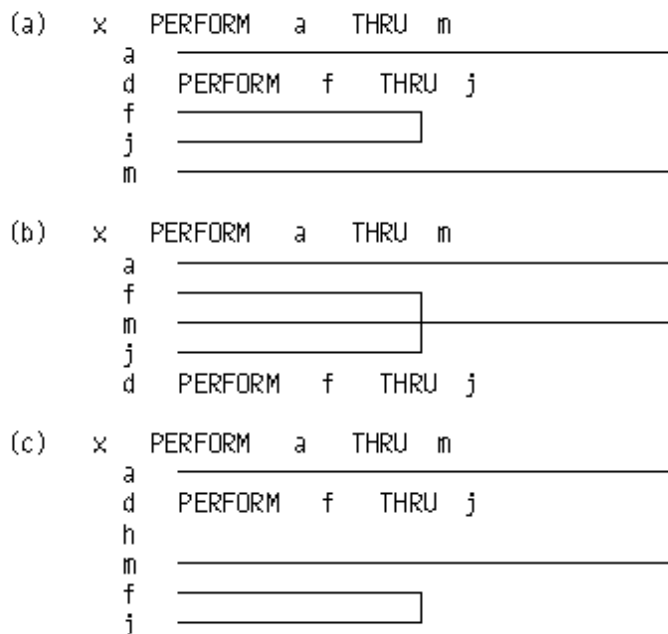 (a) x PERFORM a THRU m
a
d PERFORM f THRU j
f
j
m
(b) x PERFORM a THRU m
a
f
m
j
d PERFORM f THRU j
(c) x PERFORM a THRU m
a
d PERFORM f THRU j
h
m
f
j